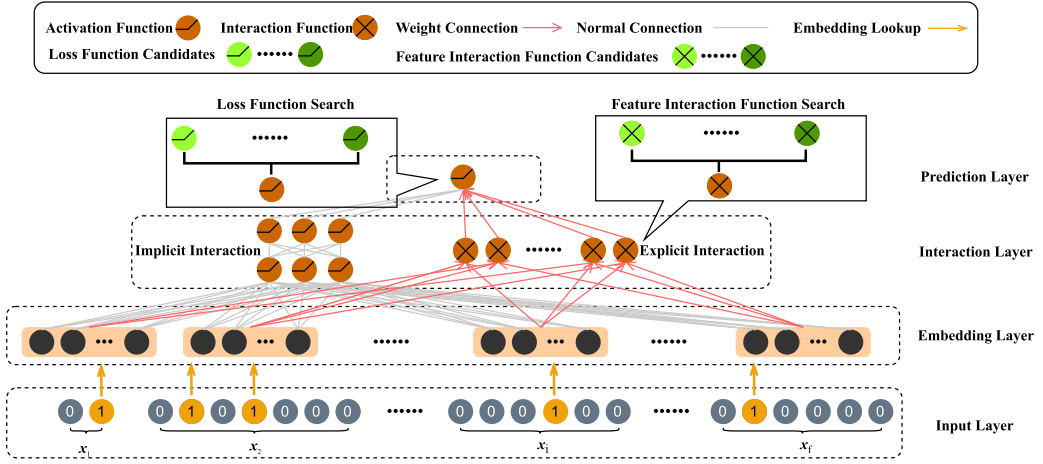 Activation Function Interaction Function Weight Connection Normal Connection Embedding Lookup
Loss Function Candidates •••••• Feature Interaction Function Candidates ••••••
Loss Function Search Feature Interaction Function Search
•••••• ••••••
Prediction Layer
Implicit Interaction •••••• Explicit Interaction Interaction Layer
••• ••• •••••• ••• •••••• ••• Embedding Layer
0 1 0 1 0 1 0 0 0 •••••• 0 0 0 1 0 0 •••••• 0 1 0 0 0 0 Input Layer
x₁ x₂ xᵢ x_f